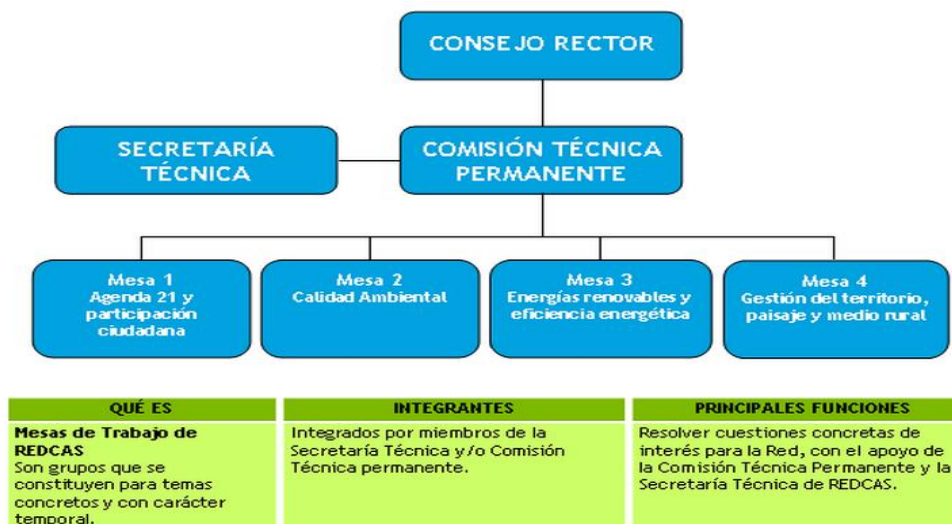 CONSEJO RECTOR
SECRETARÍA
TÉCNICA
COMISIÓN TÉCNICA
PERMANENTE
Mesa 1
Agenda 21 y
participación
ciudadana
Mesa 2
Calidad Ambiental
Mesa 3
Energías renovables y
eficiencia energética
Mesa 4
Gestión del territorio,
paisaje y medio rural
QUÉ ES
Mesas de Trabajo de
REDCAS
Son grupos que se
constituyen para temas
concretos y con carácter
temporal.
INTEGRANTES
Integrados por miembros de la
Secretaría Técnica y/o Comisión
Técnica permanente.
PRINCIPALES FUNCIONES
Resolver cuestiones concretas de
interés para la Red, con el apoyo de
la Comisión Técnica Permanente y la
Secretaría Técnica de REDCAS.